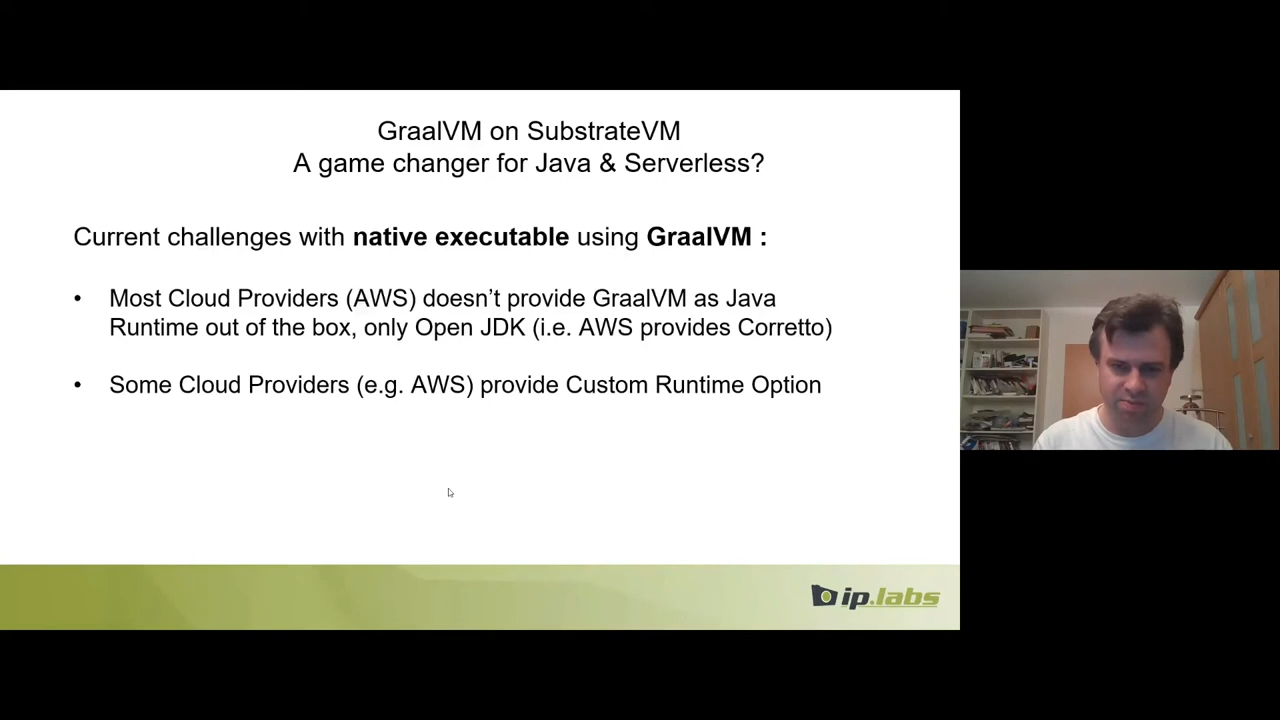 GraalVM on SubstrateVM
A game changer for Java & Serverless?
Current challenges with native executable using GraalVM :
• Most Cloud Providers (AWS) doesn’t provide GraalVM as Java
Runtime out of the box, only Open JDK (i.e. AWS provides Corretto)
• Some Cloud Providers (e.g. AWS) provide Custom Runtime Option
ip.labs